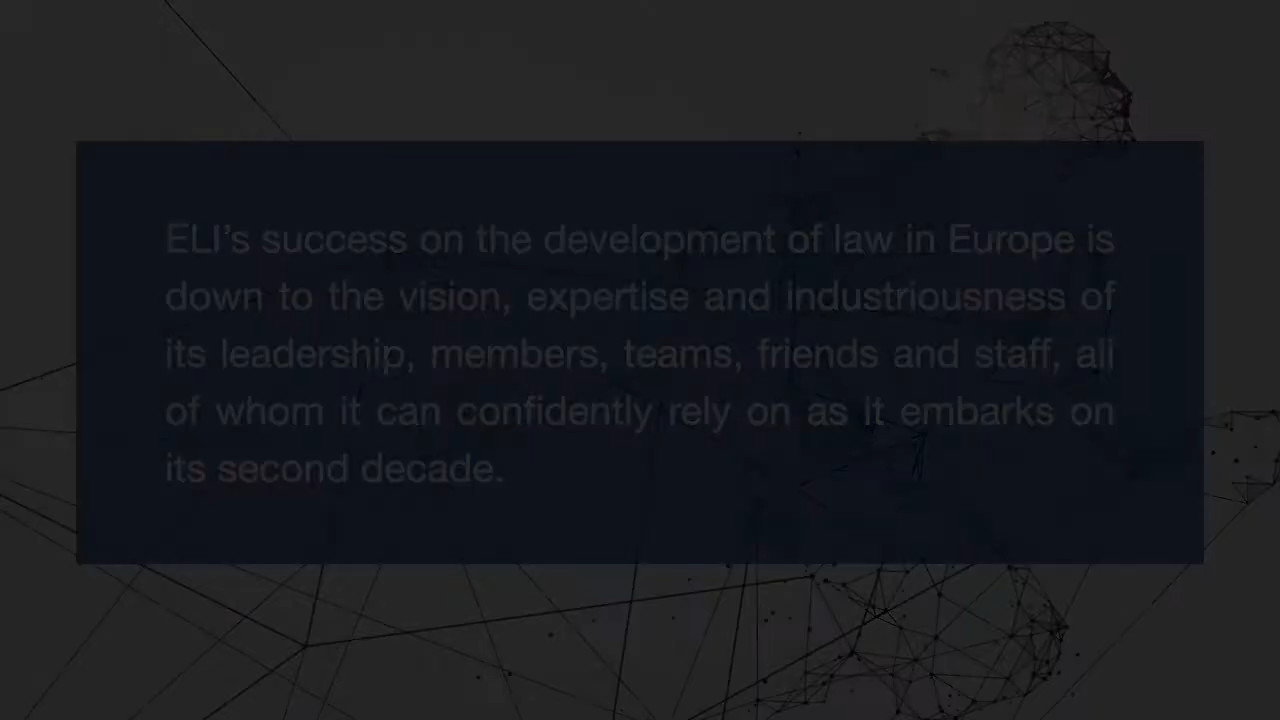 ELI’s success on the development of law in Europe is
down to the vision, expertise and industriousness of
its leadership, members, teams, friends and staff, all
of whom it can confidently rely on as it embarks on
its second decade.